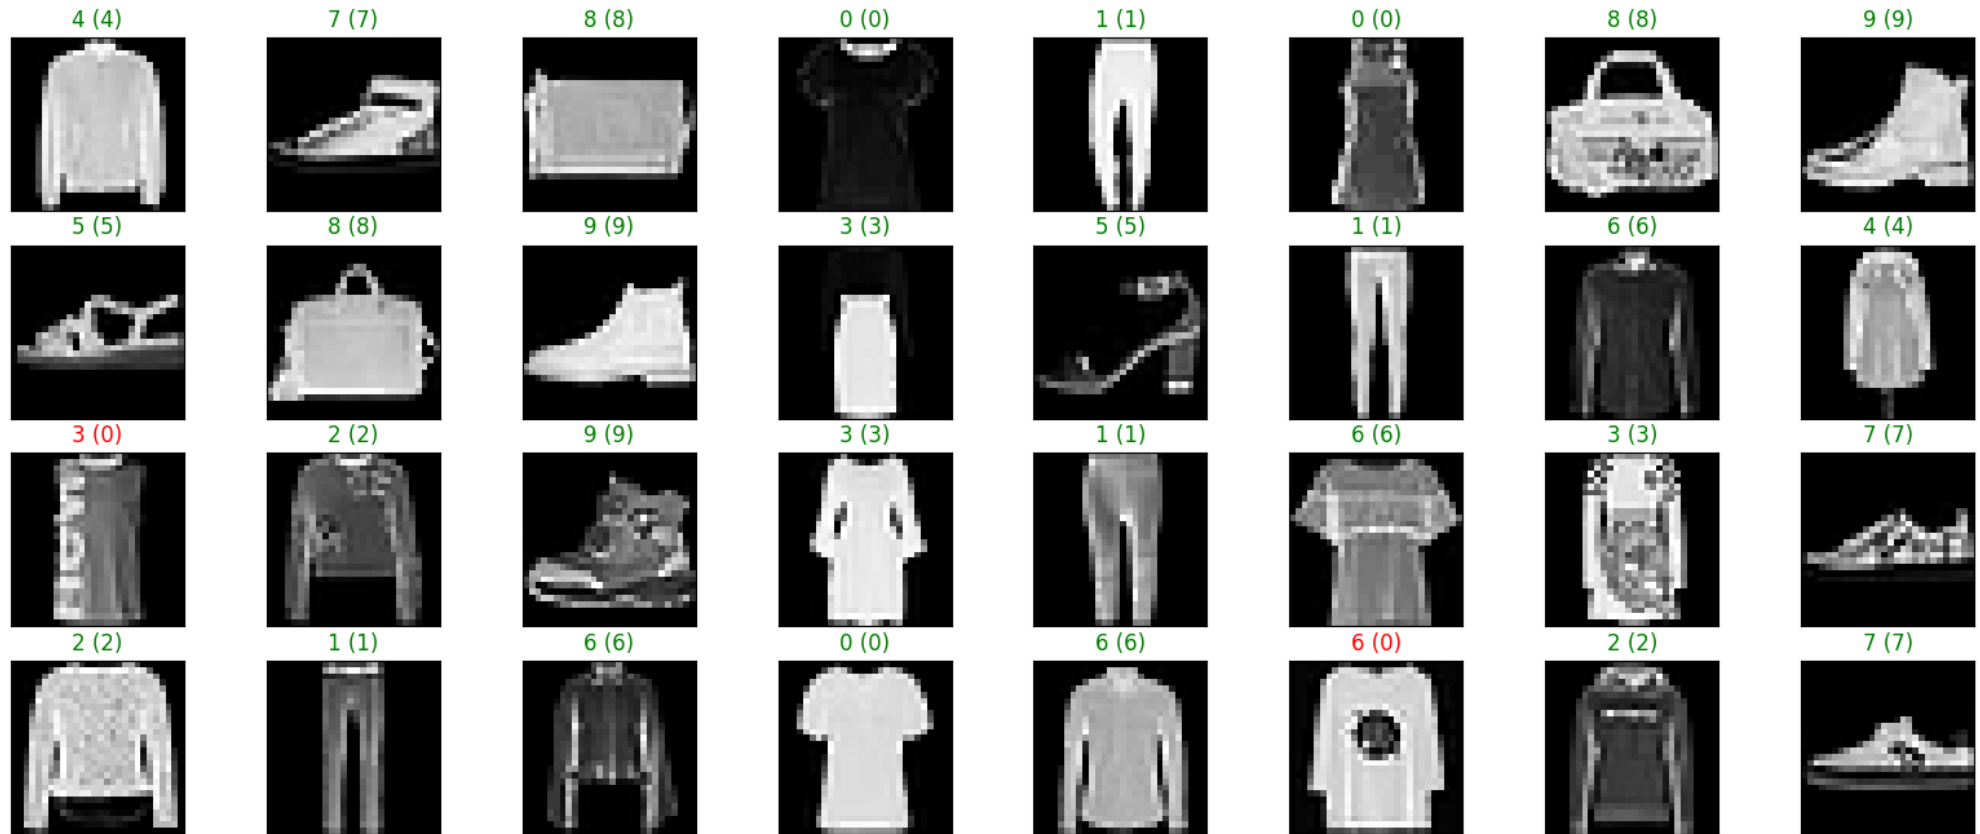 4 (4) 7 (7) 8 (8) 0 (0) 1 (1) 0 (0) 8 (8) 9 (9)
5 (5) 8 (8) 9 (9) 3 (3) 5 (5) 1 (1) 6 (6) 4 (4)
3 (0) 2 (2) 9 (9) 3 (3) 1 (1) 6 (6) 3 (3) 7 (7)
2 (2) 1 (1) 6 (6) 0 (0) 6 (6) 6 (0) 2 (2) 7 (7)